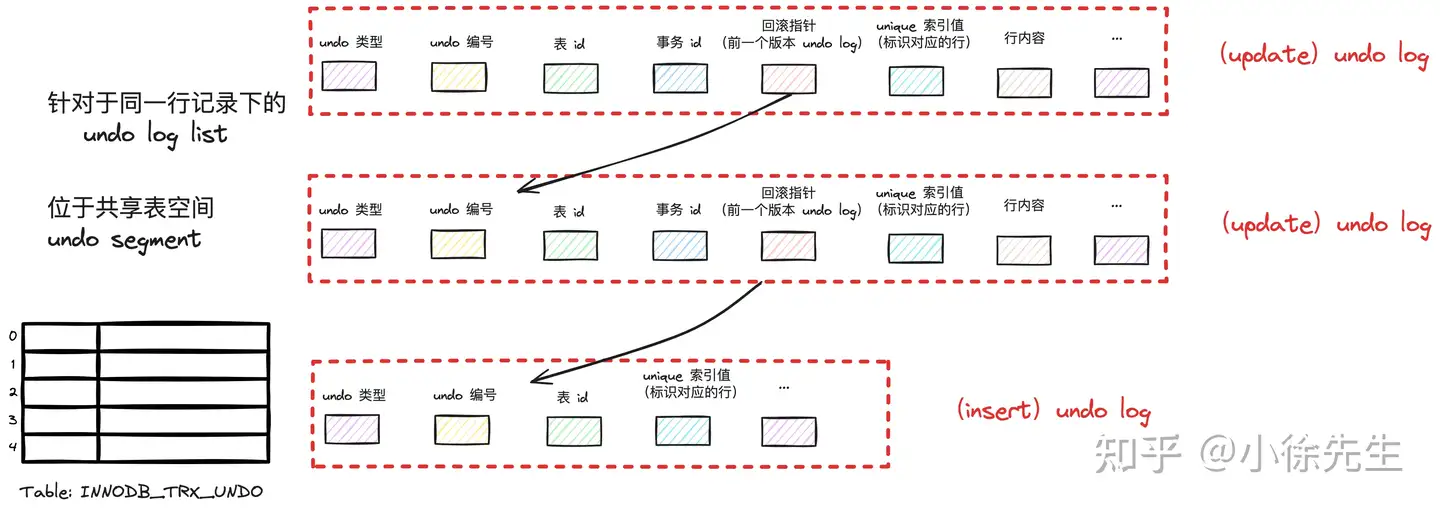 针对于同一行记录下的
undo log list
位于共享表空间
undo segment
undo 类型
undo 编号
表 id
事务 id
回滚指针
(前一个版本 undo log)
unique 索引值
(标识对应的行)
行内容
...
(update) undo log
undo 类型
undo 编号
表 id
事务 id
回滚指针
(前一个版本 undo log)
unique 索引值
(标识对应的行)
行内容
...
(update) undo log
undo 类型
undo 编号
表 id
unique 索引值
(标识对应的行)
...
(insert) undo log
0
1
2
3
4
Table: INNODB_TRX_UNDO
知乎 @小徐先生